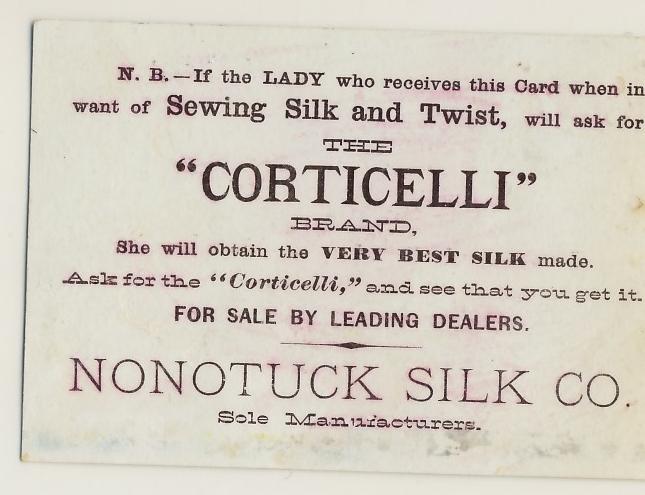 N. B.—If the LADY who receives this Card when in
want of Sewing Silk and Twist, will ask for
THE
“CORTICELLI”
BRAND,
She will obtain the VERY BEST SILK made.
Ask for the “Corticelli,” and see that you get it.
FOR SALE BY LEADING DEALERS.
NONOTUCK SILK CO.
Sole Manufacturers.